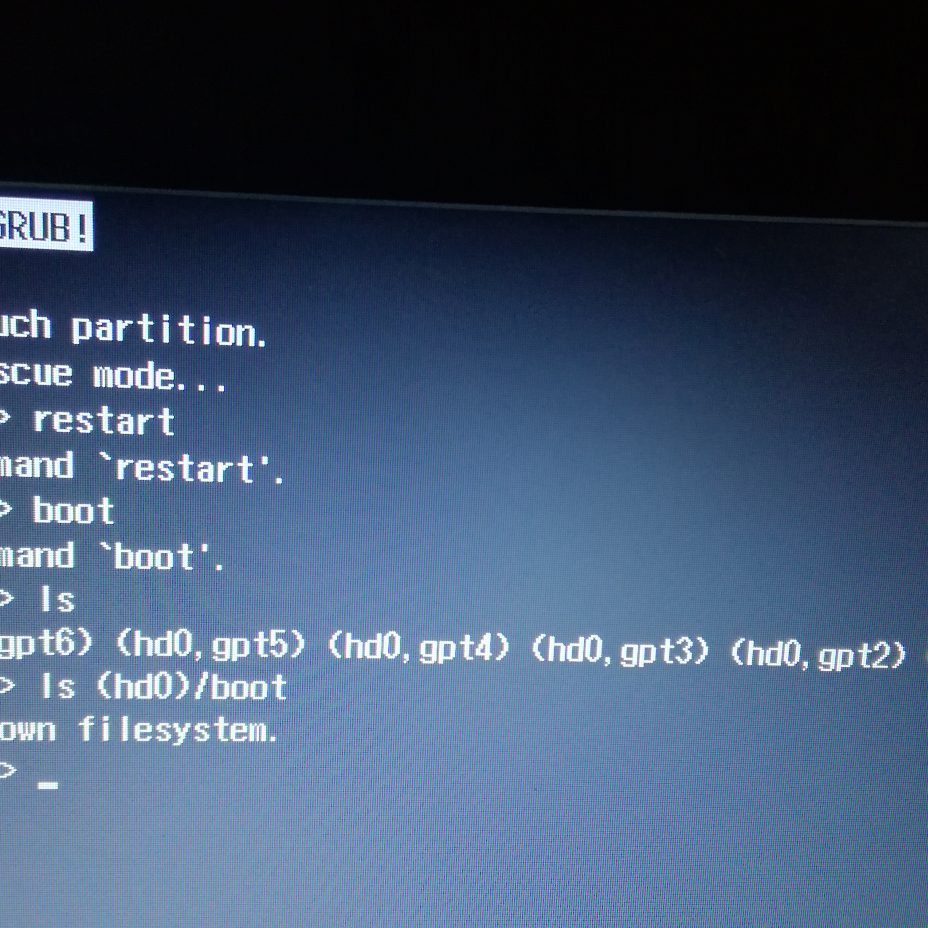 GRUB!
uch partition.
scue mode...
> restart
mand `restart'.
> boot
mand `boot'.
> ls
gpt6) (hd0,gpt5) (hd0,gpt4) (hd0,gpt3) (hd0,gpt2)
> ls (hd0)/boot
own filesystem.
> _